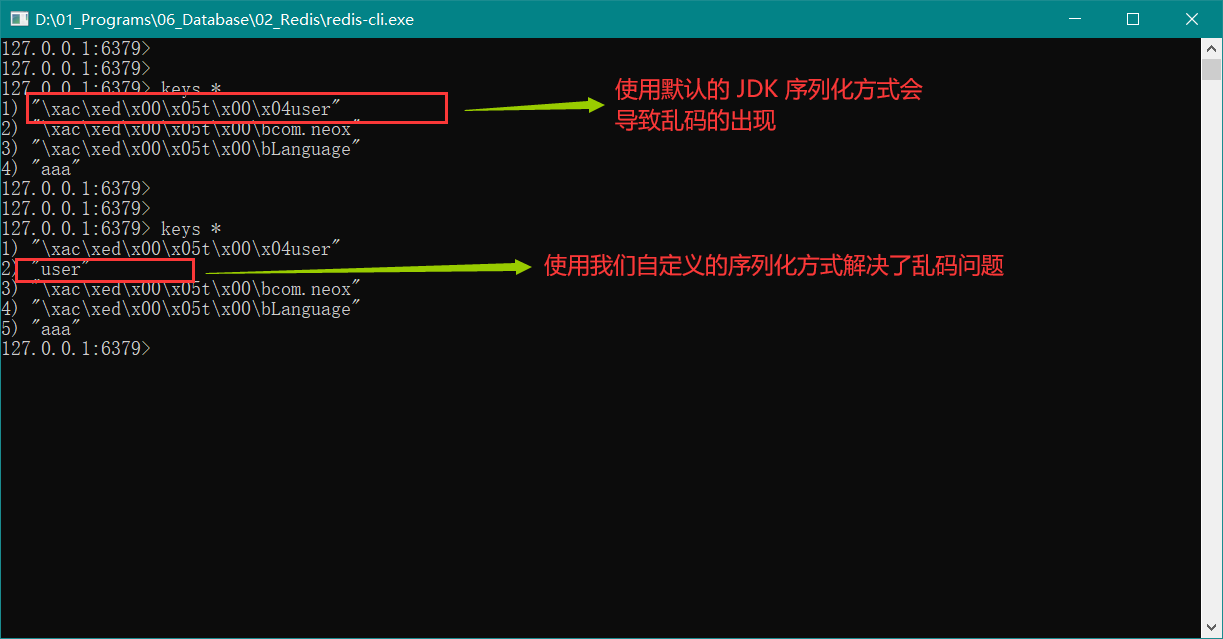 D:\01_Programs\06_Database\02_Redis\redis-cli.exe
127.0.0.1:6379>
127.0.0.1:6379>
127.0.0.1:6379> keys *
1) "\xac\xed\x00\x05t\x00\x04user"
使用默认的 JDK 序列化方式会
导致乱码的出现
2) "\xac\xed\x00\x05t\x00\bcom.neox"
3) "\xac\xed\x00\x05t\x00\bLanguage"
4) "aaa"
127.0.0.1:6379>
127.0.0.1:6379>
127.0.0.1:6379> keys *
1) "\xac\xed\x00\x05t\x00\x04user"
2) "user"
使用我们自定义的序列化方式解决了乱码问题
3) "\xac\xed\x00\x05t\x00\bcom.neox"
4) "\xac\xed\x00\x05t\x00\bLanguage"
5) "aaa"
127.0.0.1:6379>